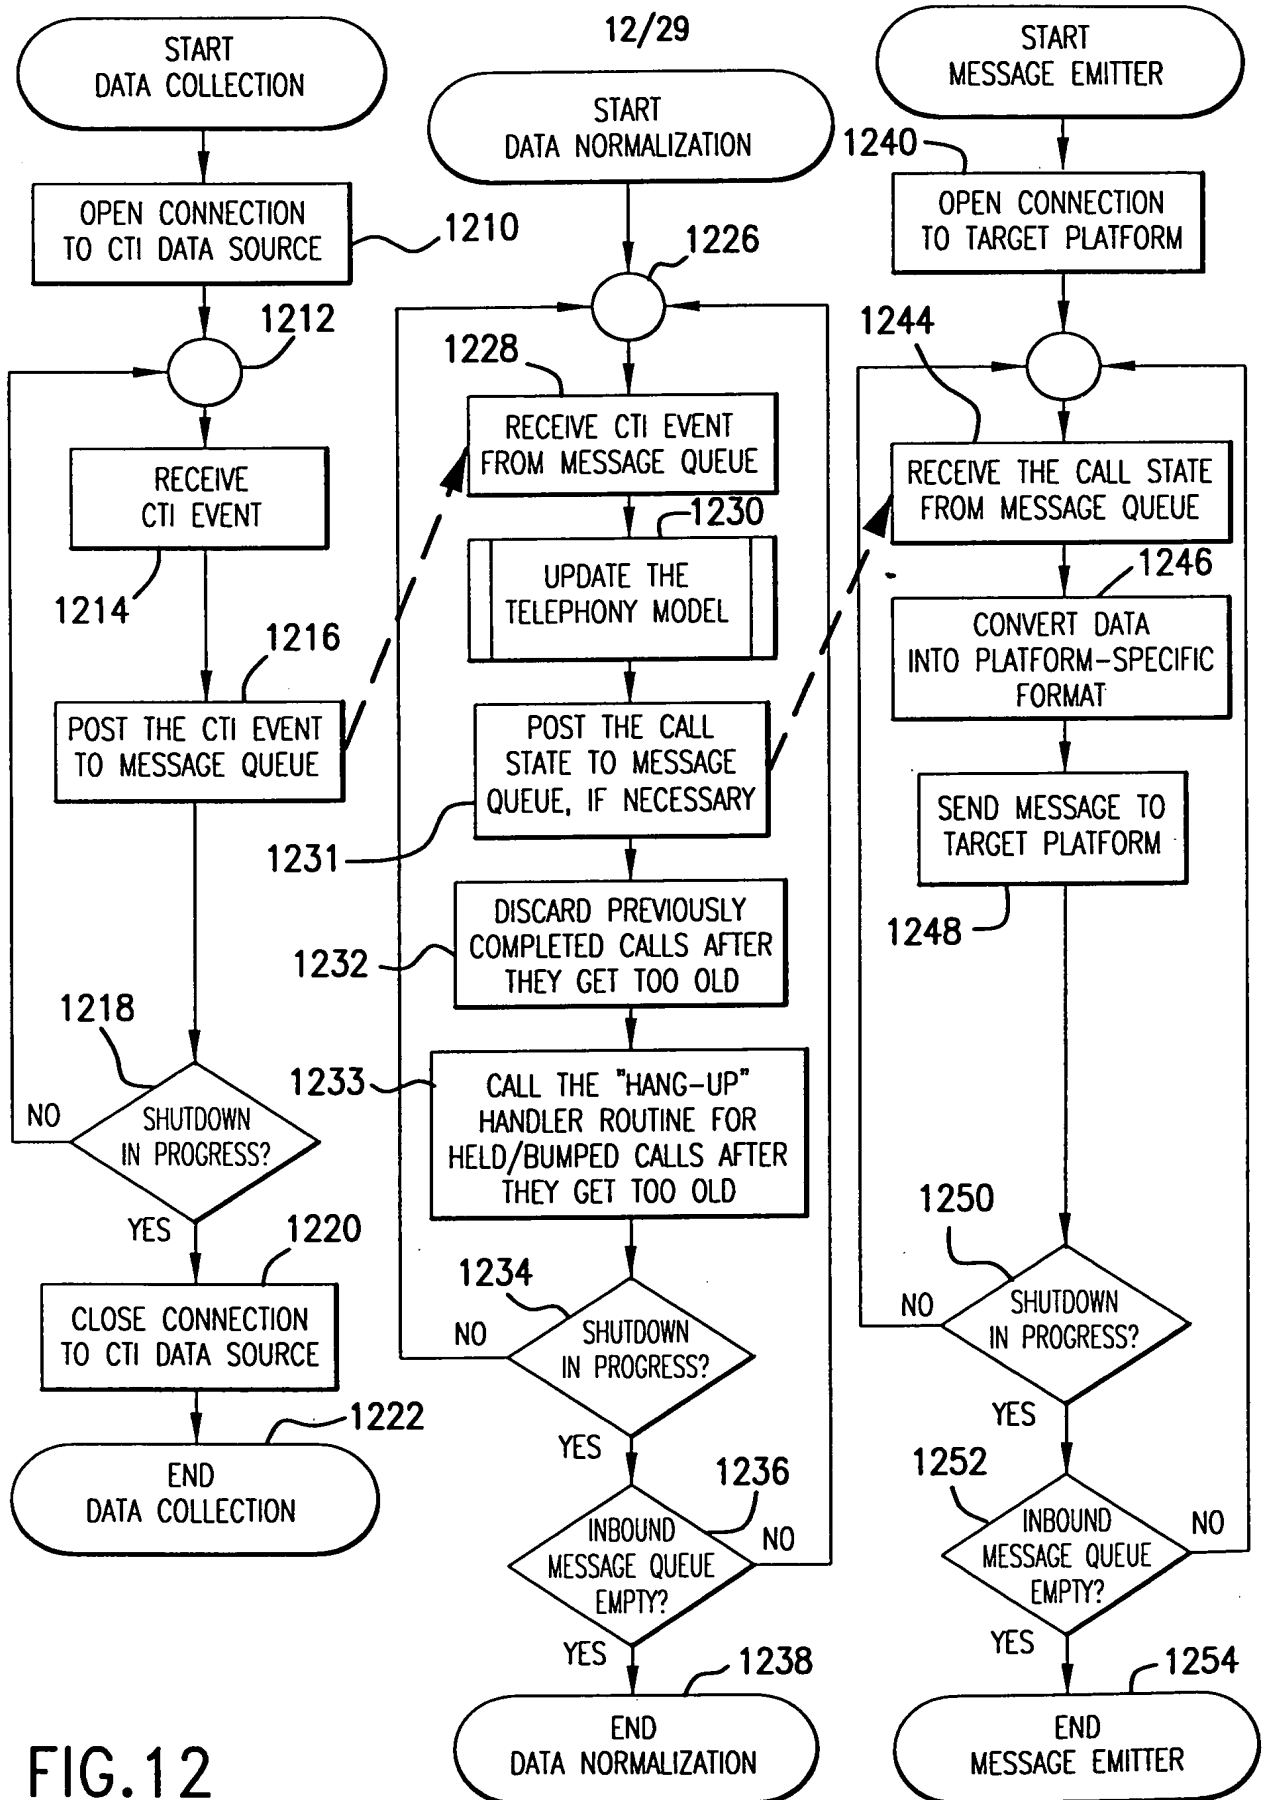 12/29
START
DATA COLLECTION
OPEN CONNECTION
TO CTI DATA SOURCE
1210
1212
RECEIVE
CTI EVENT
1214
1216
POST THE CTI EVENT
TO MESSAGE QUEUE
1218
SHUTDOWN
IN PROGRESS?
NO
YES
1220
CLOSE CONNECTION
TO CTI DATA SOURCE
1222
END
DATA COLLECTION
START
DATA NORMALIZATION
1226
1228
RECEIVE CTI EVENT
FROM MESSAGE QUEUE
1230
UPDATE THE
TELEPHONY MODEL
POST THE CALL
STATE TO MESSAGE
QUEUE, IF NECESSARY
1231
DISCARD PREVIOUSLY
COMPLETED CALLS AFTER
THEY GET TOO OLD
1232
1233
CALL THE "HANG-UP"
HANDLER ROUTINE FOR
HELD/BUMPED CALLS AFTER
THEY GET TOO OLD
1234
NO
SHUTDOWN
IN PROGRESS?
YES
1236
INBOUND
MESSAGE QUEUE
EMPTY?
NO
YES
1238
END
DATA NORMALIZATION
START
MESSAGE EMITTER
1240
OPEN CONNECTION
TO TARGET PLATFORM
1244
RECEIVE THE CALL STATE
FROM MESSAGE QUEUE
1246
CONVERT DATA
INTO PLATFORM-SPECIFIC
FORMAT
SEND MESSAGE TO
TARGET PLATFORM
1248
1250
NO
SHUTDOWN
IN PROGRESS?
YES
1252
INBOUND
MESSAGE QUEUE
EMPTY?
NO
YES
1254
END
MESSAGE EMITTER
FIG.12